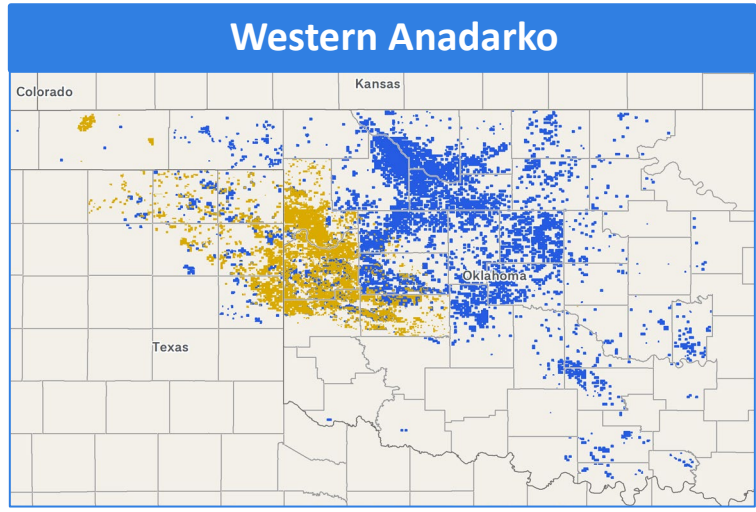 Western Anadarko
Colorado
Kansas
Oklahoma
Texas